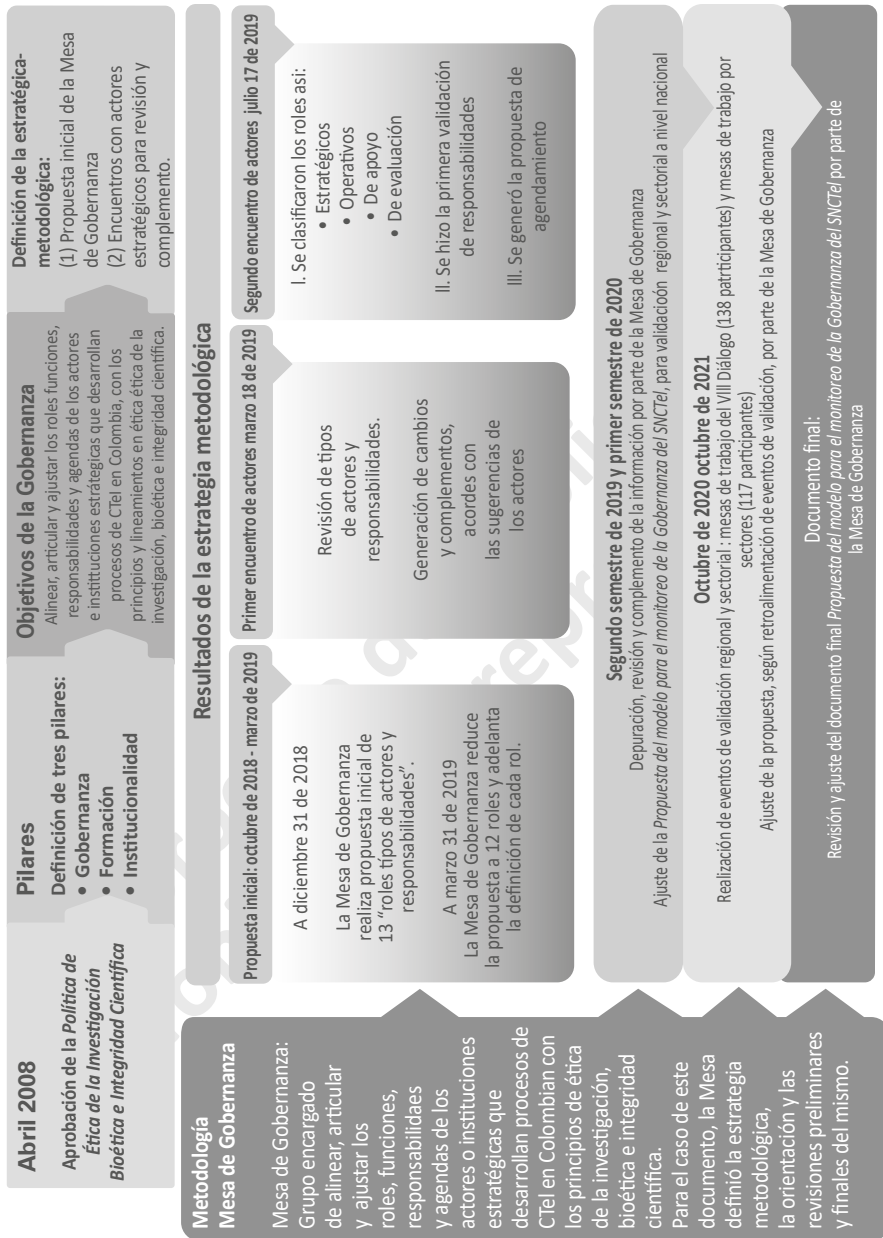 Abril 2008
Aprobación de la Política de
Ética de la Investigación
Bioética e Integridad Científica
Pilares
Definición de tres pilares:
• Gobernanza
• Formación
• Institucionalidad
Objetivos de la Gobernanza
Alinear, articular y ajustar los roles funciones,
responsabilidades y agendas de los actores
e instituciones estrátegicas que desarrollan
procesos de CTeI en Colombia, con los
principios y lineamientos en ética ética de la
investigación, bioética e integridad científica.
Definición de la estratégica-
metodológica:
(1) Propuesta inicial de la Mesa
de Gobernanza
(2) Encuentros con actores
estratégicos para revisión y
complemento.
Metodología
Mesa de Gobernanza
Mesa de Gobernanza:
Grupo encargado
de alinear, articular
y ajustar los
roles, funciones,
responsabilidaes
y agendas de los
actores o instituciones
estratégicas que
desarrollan procesos de
CTel en Colombian con
los principios de ética
de la investigación,
bioética e integridad
científica.
Para el caso de este
documento, la Mesa
definió la estrategia
metodológica,
la orientación y las
revisiones preliminares
y finales del mismo.
Resultados de la estrategia metodológica
Propuesta inicial: octubre de 2018 - marzo de 2019
A diciembre 31 de 2018
La Mesa de Gobernanza
realiza propuesta inicial de
13 “roles tipos de actores y
responsabilidades”.
A marzo 31 de 2019
La Mesa de Gobernanza reduce
la propuesta a 12 roles y adelanta
la definición de cada rol.
Primer encuentro de actores marzo 18 de 2019
Revisión de tipos
de actores y
responsabilidades.
Generación de cambios
y complementos,
acordes con
las sugerencias de
los actores
Segundo encuentro de actores julio 17 de 2019
I. Se clasificaron los roles asi:
• Estratégicos
• Operativos
• De apoyo
• De evaluación
II. Se hizo la primera validación
de responsabilidades
III. Se generó la propuesta de
agendamiento
Segundo semestre de 2019 y primer semestre de 2020
Depuración, revisión y complemento de la información por parte de la Mesa de Gobernanza
Ajuste de la Propuesta del modelo para el monitoreo de la Gobernanza del SNCTeI, para validacioón regional y sectorial a nivel nacional
Octubre de 2020 octubre de 2021
Realización de eventos de validación regional y sectorial : mesas de trabajo del VIII Diálogo (138 patrticipantes) y mesas de trabajo por
sectores (117 participantes)
Ajuste de la propuesta, según retroalimentación de eventos de validación, por parte de la Mesa de Gobernanza
Documento final:
Revisión y ajuste del documento final Propuesta del modelo para el monitoreo de la Gobernanza del SNCTeI por parte de
la Mesa de Gobernanza